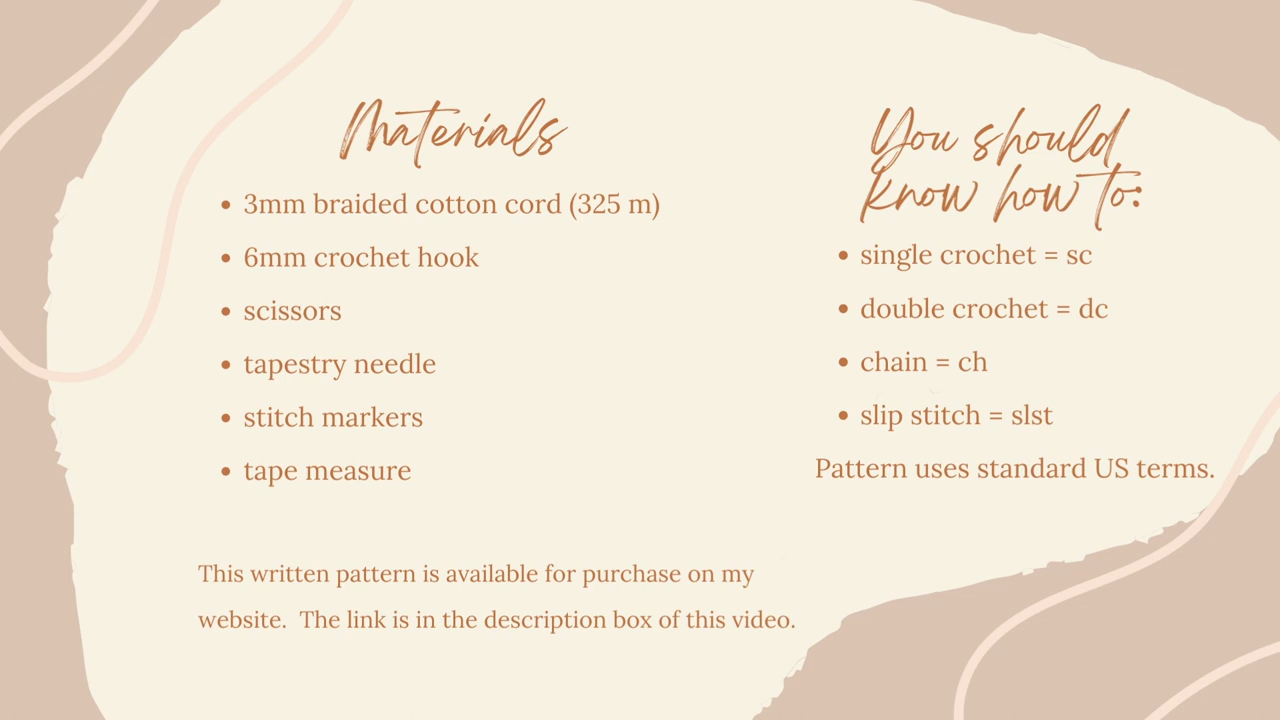 Materials
• 3mm braided cotton cord (325 m)
• 6mm crochet hook
• scissors
• tapestry needle
• stitch markers
• tape measure
You should
know how to:
• single crochet = sc
• double crochet = dc
• chain = ch
• slip stitch = slst
Pattern uses standard US terms.
This written pattern is available for purchase on my
website.  The link is in the description box of this video.